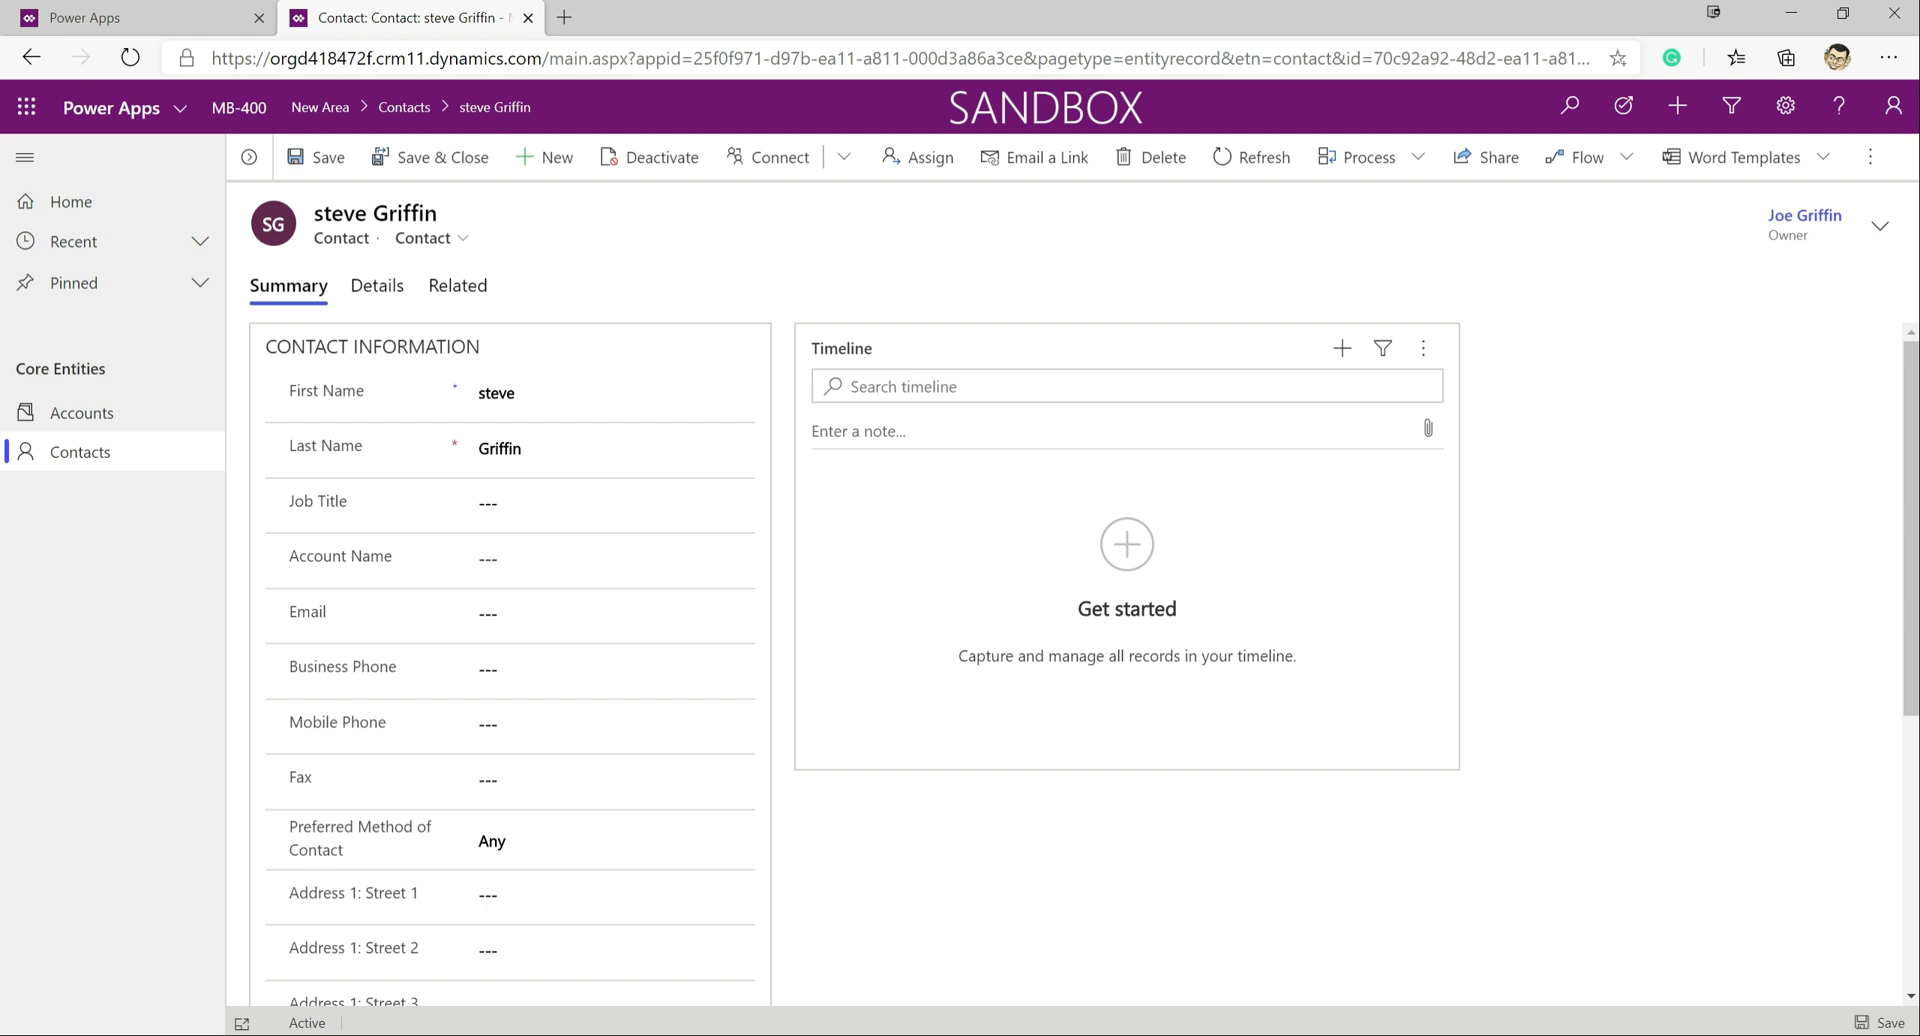 Power Apps
Contact: Contact: steve Griffin -
https://orgd418472f.crm11.dynamics.com/main.aspx?appid=25f0f971-d97b-ea11-a811-000d3a86a3ce&pagetype=entityrecord&etn=contact&id=70c92a92-48d2-ea11-a81...
Power Apps MB-400 New Area > Contacts > steve Griffin
SANDBOX
Save Save & Close New Deactivate Connect Assign Email a Link Delete Refresh Process Share Flow Word Templates
Home
Recent
Pinned
Core Entities
Accounts
Contacts
SG
steve Griffin
Contact · Contact
Joe Griffin
Owner
Summary Details Related
CONTACT INFORMATION
First Name * steve
Last Name * Griffin
Job Title ---
Account Name ---
Email ---
Business Phone ---
Mobile Phone ---
Fax ---
Preferred Method of
Contact
Any
Address 1: Street 1 ---
Address 1: Street 2 ---
Address 1: Street 3
Timeline
Search timeline
Enter a note...
Get started
Capture and manage all records in your timeline.
Active
Save